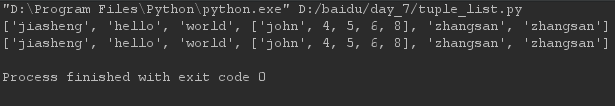 "D:\Program Files\Python\python.exe" D:/baidu/day_7/tuple_list.py
['jiasheng', 'hello', 'world', ['john', 4, 5, 6, 8], 'zhangsan', 'zhangsan']
['jiasheng', 'hello', 'world', ['john', 4, 5, 6, 8], 'zhangsan', 'zhangsan']
Process finished with exit code 0